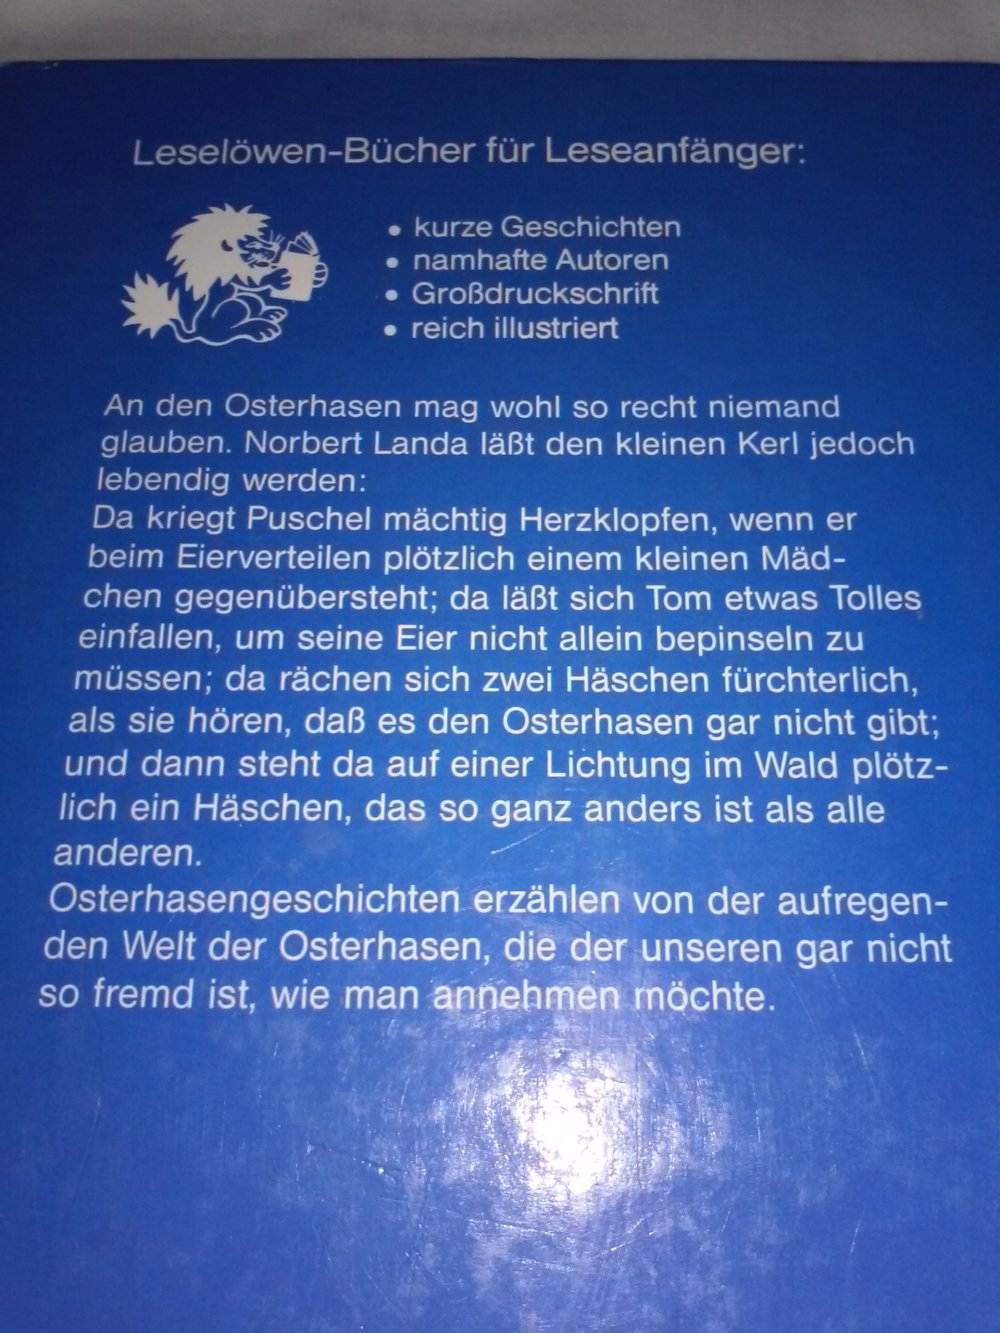 Leselöwen-Bücher für Leseanfänger:
• kurze Geschichten
• namhafte Autoren
• Großdruckschrift
• reich illustriert
An den Osterhasen mag wohl so recht niemand
glauben. Norbert Landa läßt den kleinen Kerl jedoch
lebendig werden:
Da kriegt Puschel mächtig Herzklopfen, wenn er
beim Eierverteilen plötzlich einem kleinen Mäd-
chen gegenübersteht; da läßt sich Tom etwas Tolles
einfallen, um seine Eier nicht allein bepinseln zu
müssen; da rächen sich zwei Häschen fürchterlich,
als sie hören, daß es den Osterhasen gar nicht gibt;
und dann steht da auf einer Lichtung im Wald plötz-
lich ein Häschen, das so ganz anders ist als alle
anderen.
Osterhasengeschichten erzählen von der aufregen-
den Welt der Osterhasen, die der unseren gar nicht
so fremd ist, wie man annehmen möchte.